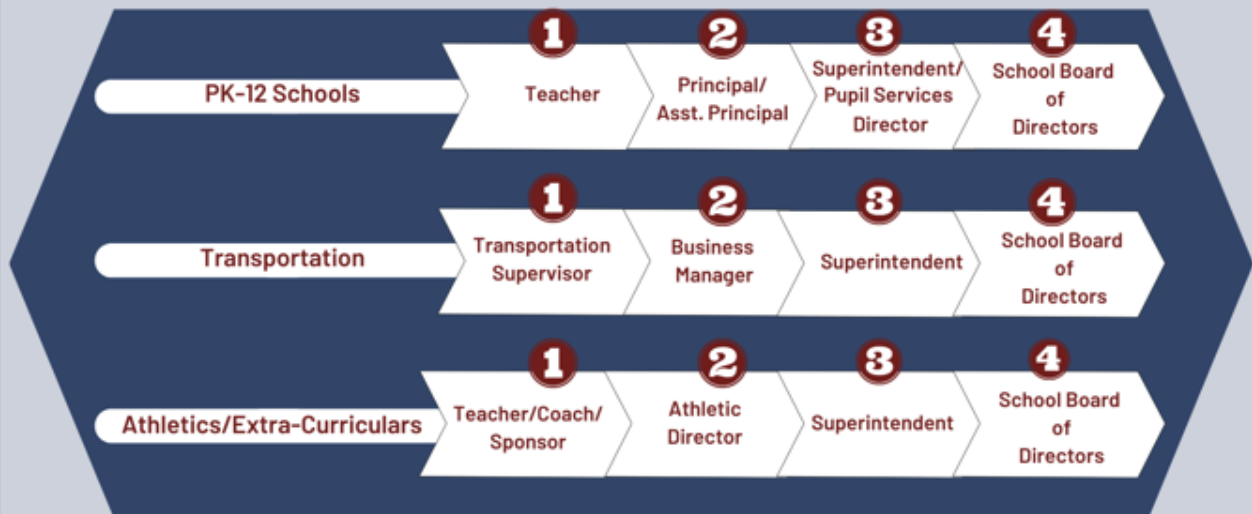 1
2
3
4
PK-12 Schools
Teacher
Principal/
Asst. Principal
Superintendent/
Pupil Services
Director
School Board
of
Directors
1
2
3
4
Transportation
Transportation
Supervisor
Business
Manager
Superintendent
School Board
of
Directors
1
2
3
4
Athletics/Extra-Curriculars
Teacher/Coach/
Sponsor
Athletic
Director
Superintendent
School Board
of
Directors